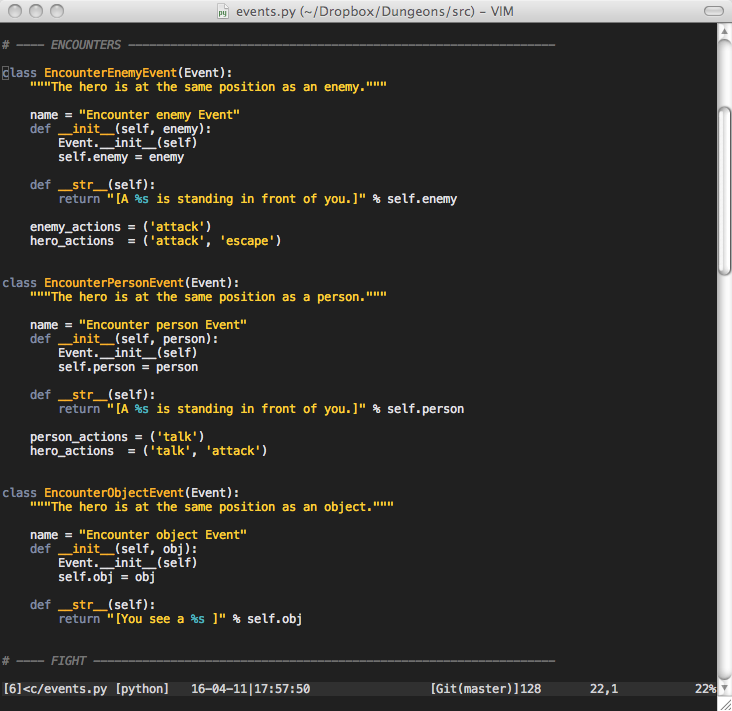 events.py (~/Dropbox/Dungeons/src) – VIM
# ---- ENCOUNTERS -------------------------------------------------------------
class EncounterEnemyEvent(Event):
    """The hero is at the same position as an enemy."""
    name = "Encounter enemy Event"
    def __init__(self, enemy):
        Event.__init__(self)
        self.enemy = enemy
    def __str__(self):
        return "[A %s is standing in front of you.]" % self.enemy
    enemy_actions = ('attack')
    hero_actions  = ('attack', 'escape')
class EncounterPersonEvent(Event):
    """The hero is at the same position as a person."""
    name = "Encounter person Event"
    def __init__(self, person):
        Event.__init__(self)
        self.person = person
    def __str__(self):
        return "[A %s is standing in front of you.]" % self.person
    person_actions = ('talk')
    hero_actions  = ('talk', 'attack')
class EncounterObjectEvent(Event):
    """The hero is at the same position as an object."""
    name = "Encounter object Event"
    def __init__(self, obj):
        Event.__init__(self)
        self.obj = obj
    def __str__(self):
        return "[You see a %s ]" % self.obj
# ---- FIGHT ------------------------------------------------------------------
[6]<c/events.py [python]   16-04-11|17:57:50                 [Git(master)]128       22,1           22%